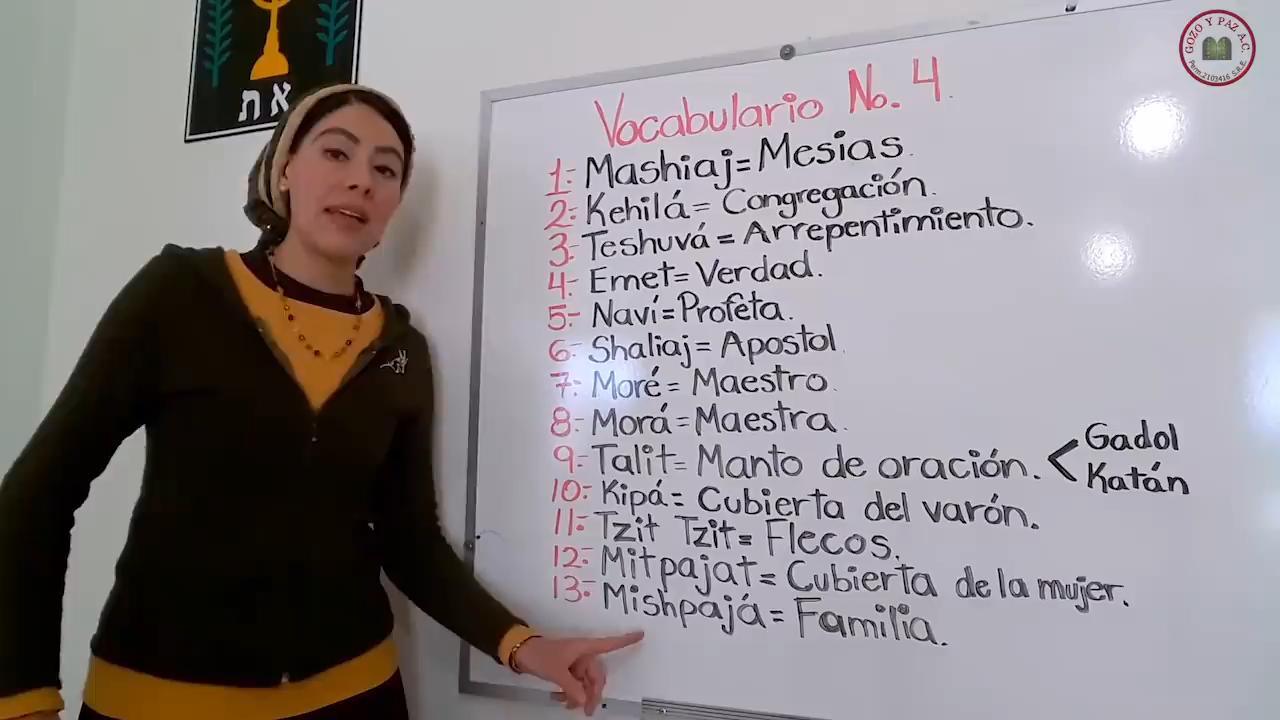 GOZO Y PAZ A.C.
Perm.2103416 S.R.E.
את
Vocabulario No. 4.
1:- Mashiaj= Mesias.
2:- Kehilá= Congregación.
3:- Teshuvá = Arrepentimiento.
4:- Emet= Verdad.
5:- Naví= Profeta.
6:- Shaliaj= Apostol.
7:- Moré = Maestro.
8:- Morá = Maestra.
9:- Talit= Manto de oración. < Gadol
Katán
10:- Kipá= Cubierta del varón.
11:- Tzit Tzit= Flecos.
12:- Mitpajat= Cubierta de la mujer.
13:- Mishpajá= Familia.